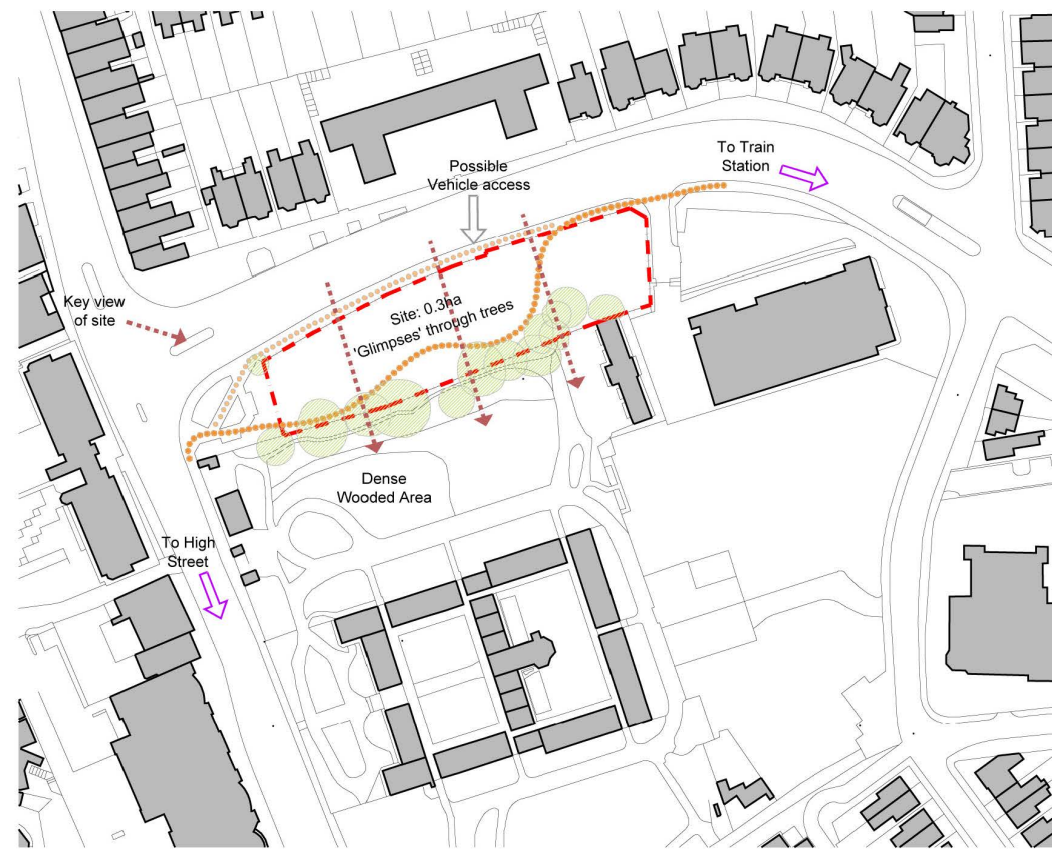 To Train
Station
Possible
Vehicle access
Key view
of site
Site: 0.3ha
'Glimpses' through trees
Dense
Wooded Area
To High
Street